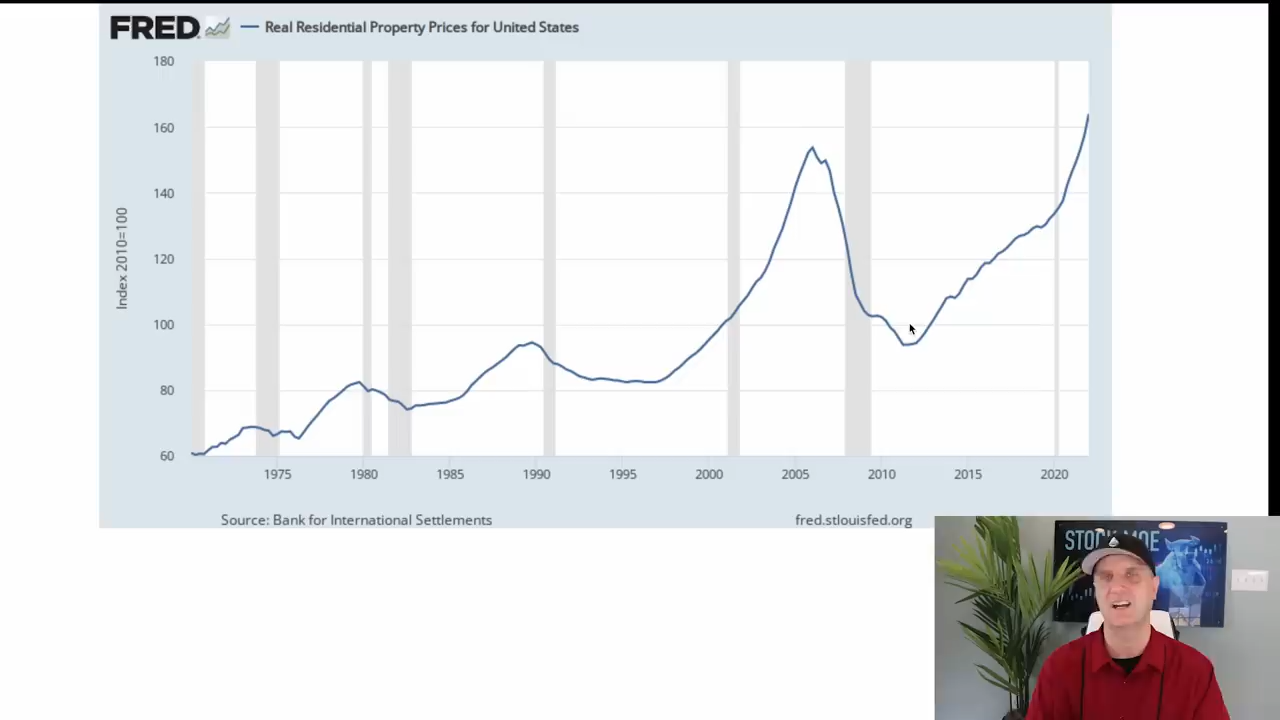 FRED
Real Residential Property Prices for United States
180
160
140
120
100
80
60
Index 2010=100
1975 1980 1985 1990 1995 2000 2005 2010 2015 2020
Source: Bank for International Settlements
fred.stlouisfed.org
STOCK MOE